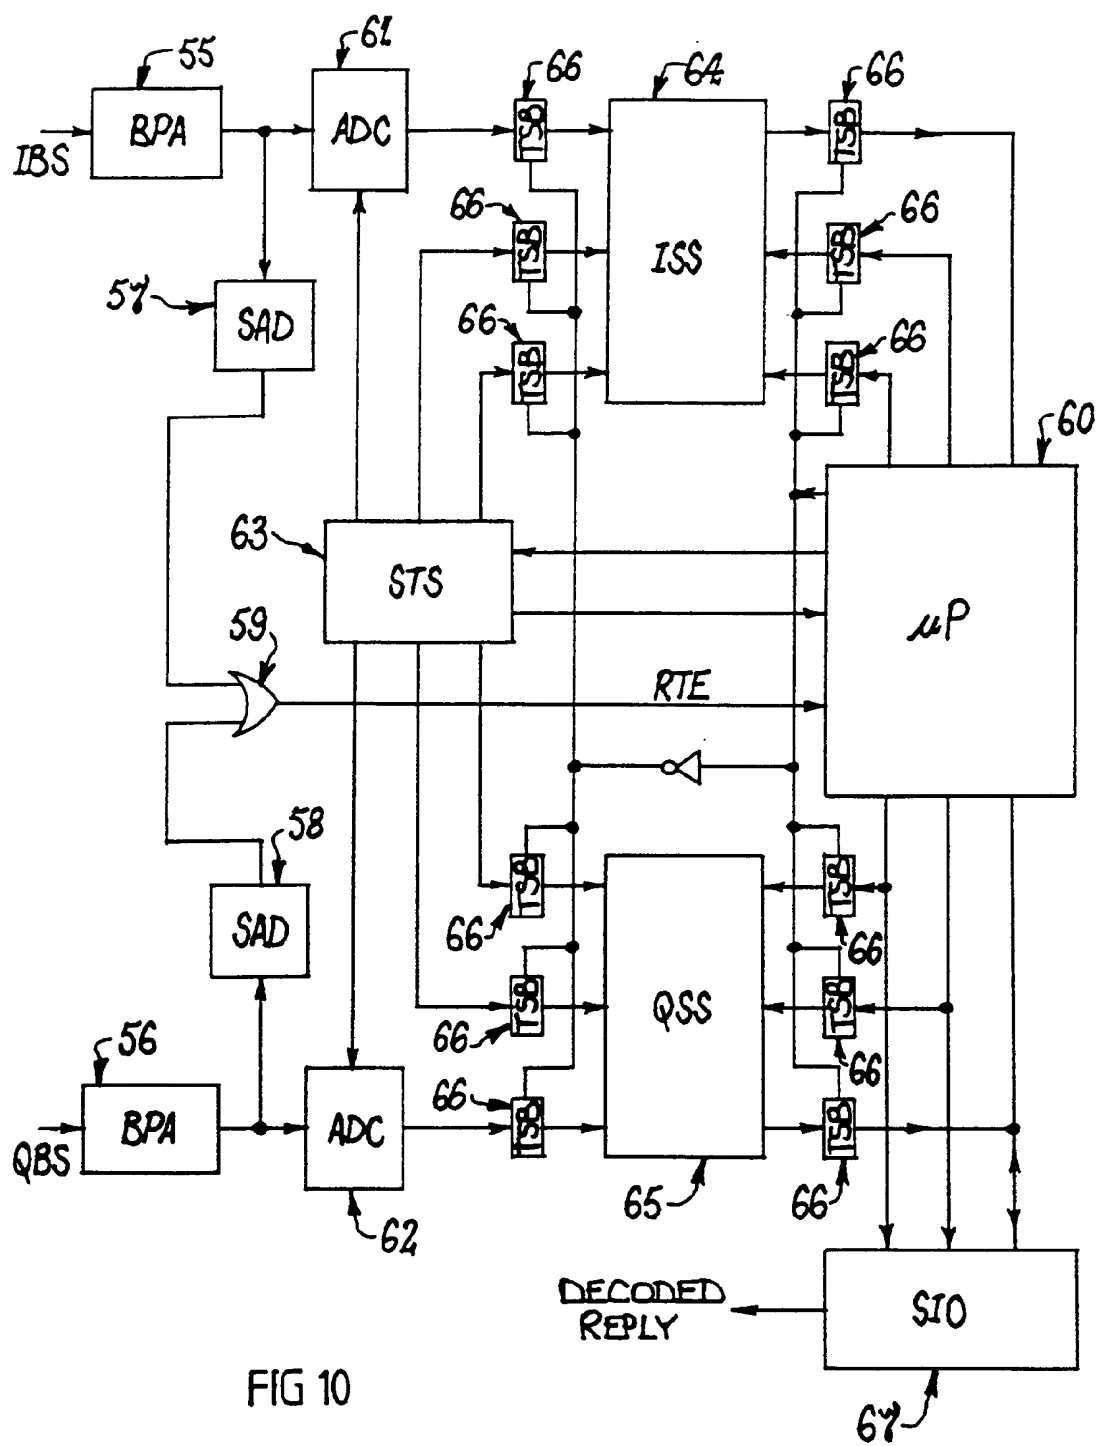 55
61
66
64
66
BPA
ADC
TSB
TSB
IBS
66
66
TSB
ISS
TSB
57
SAD
66
66
TSB
TSB
60
63
STS
µP
59
RTE
58
TSB
TSB
SAD
66
66
QSS
TSB
TSB
56
66
66
BPA
ADC
66
TSB
TSB
QBS
65
66
62
DECODED
REPLY
SIO
FIG 10
67